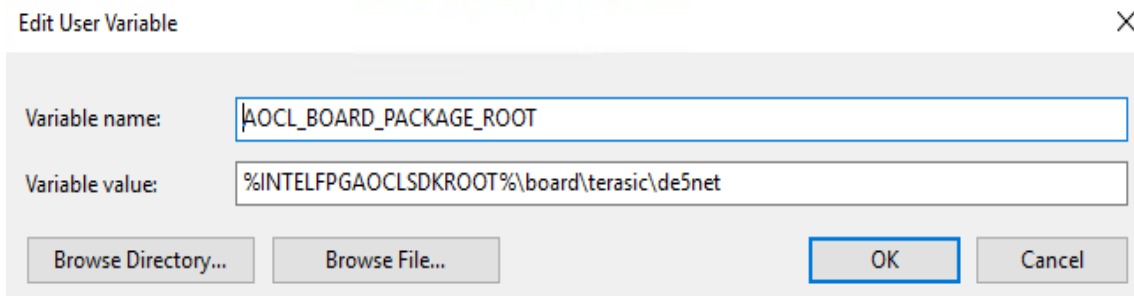 Edit User Variable
Variable name: AOCL_BOARD_PACKAGE_ROOT
Variable value: %INTELFPGAOCLSDKROOT%\board\terasic\de5net
Browse Directory... Browse File... OK Cancel